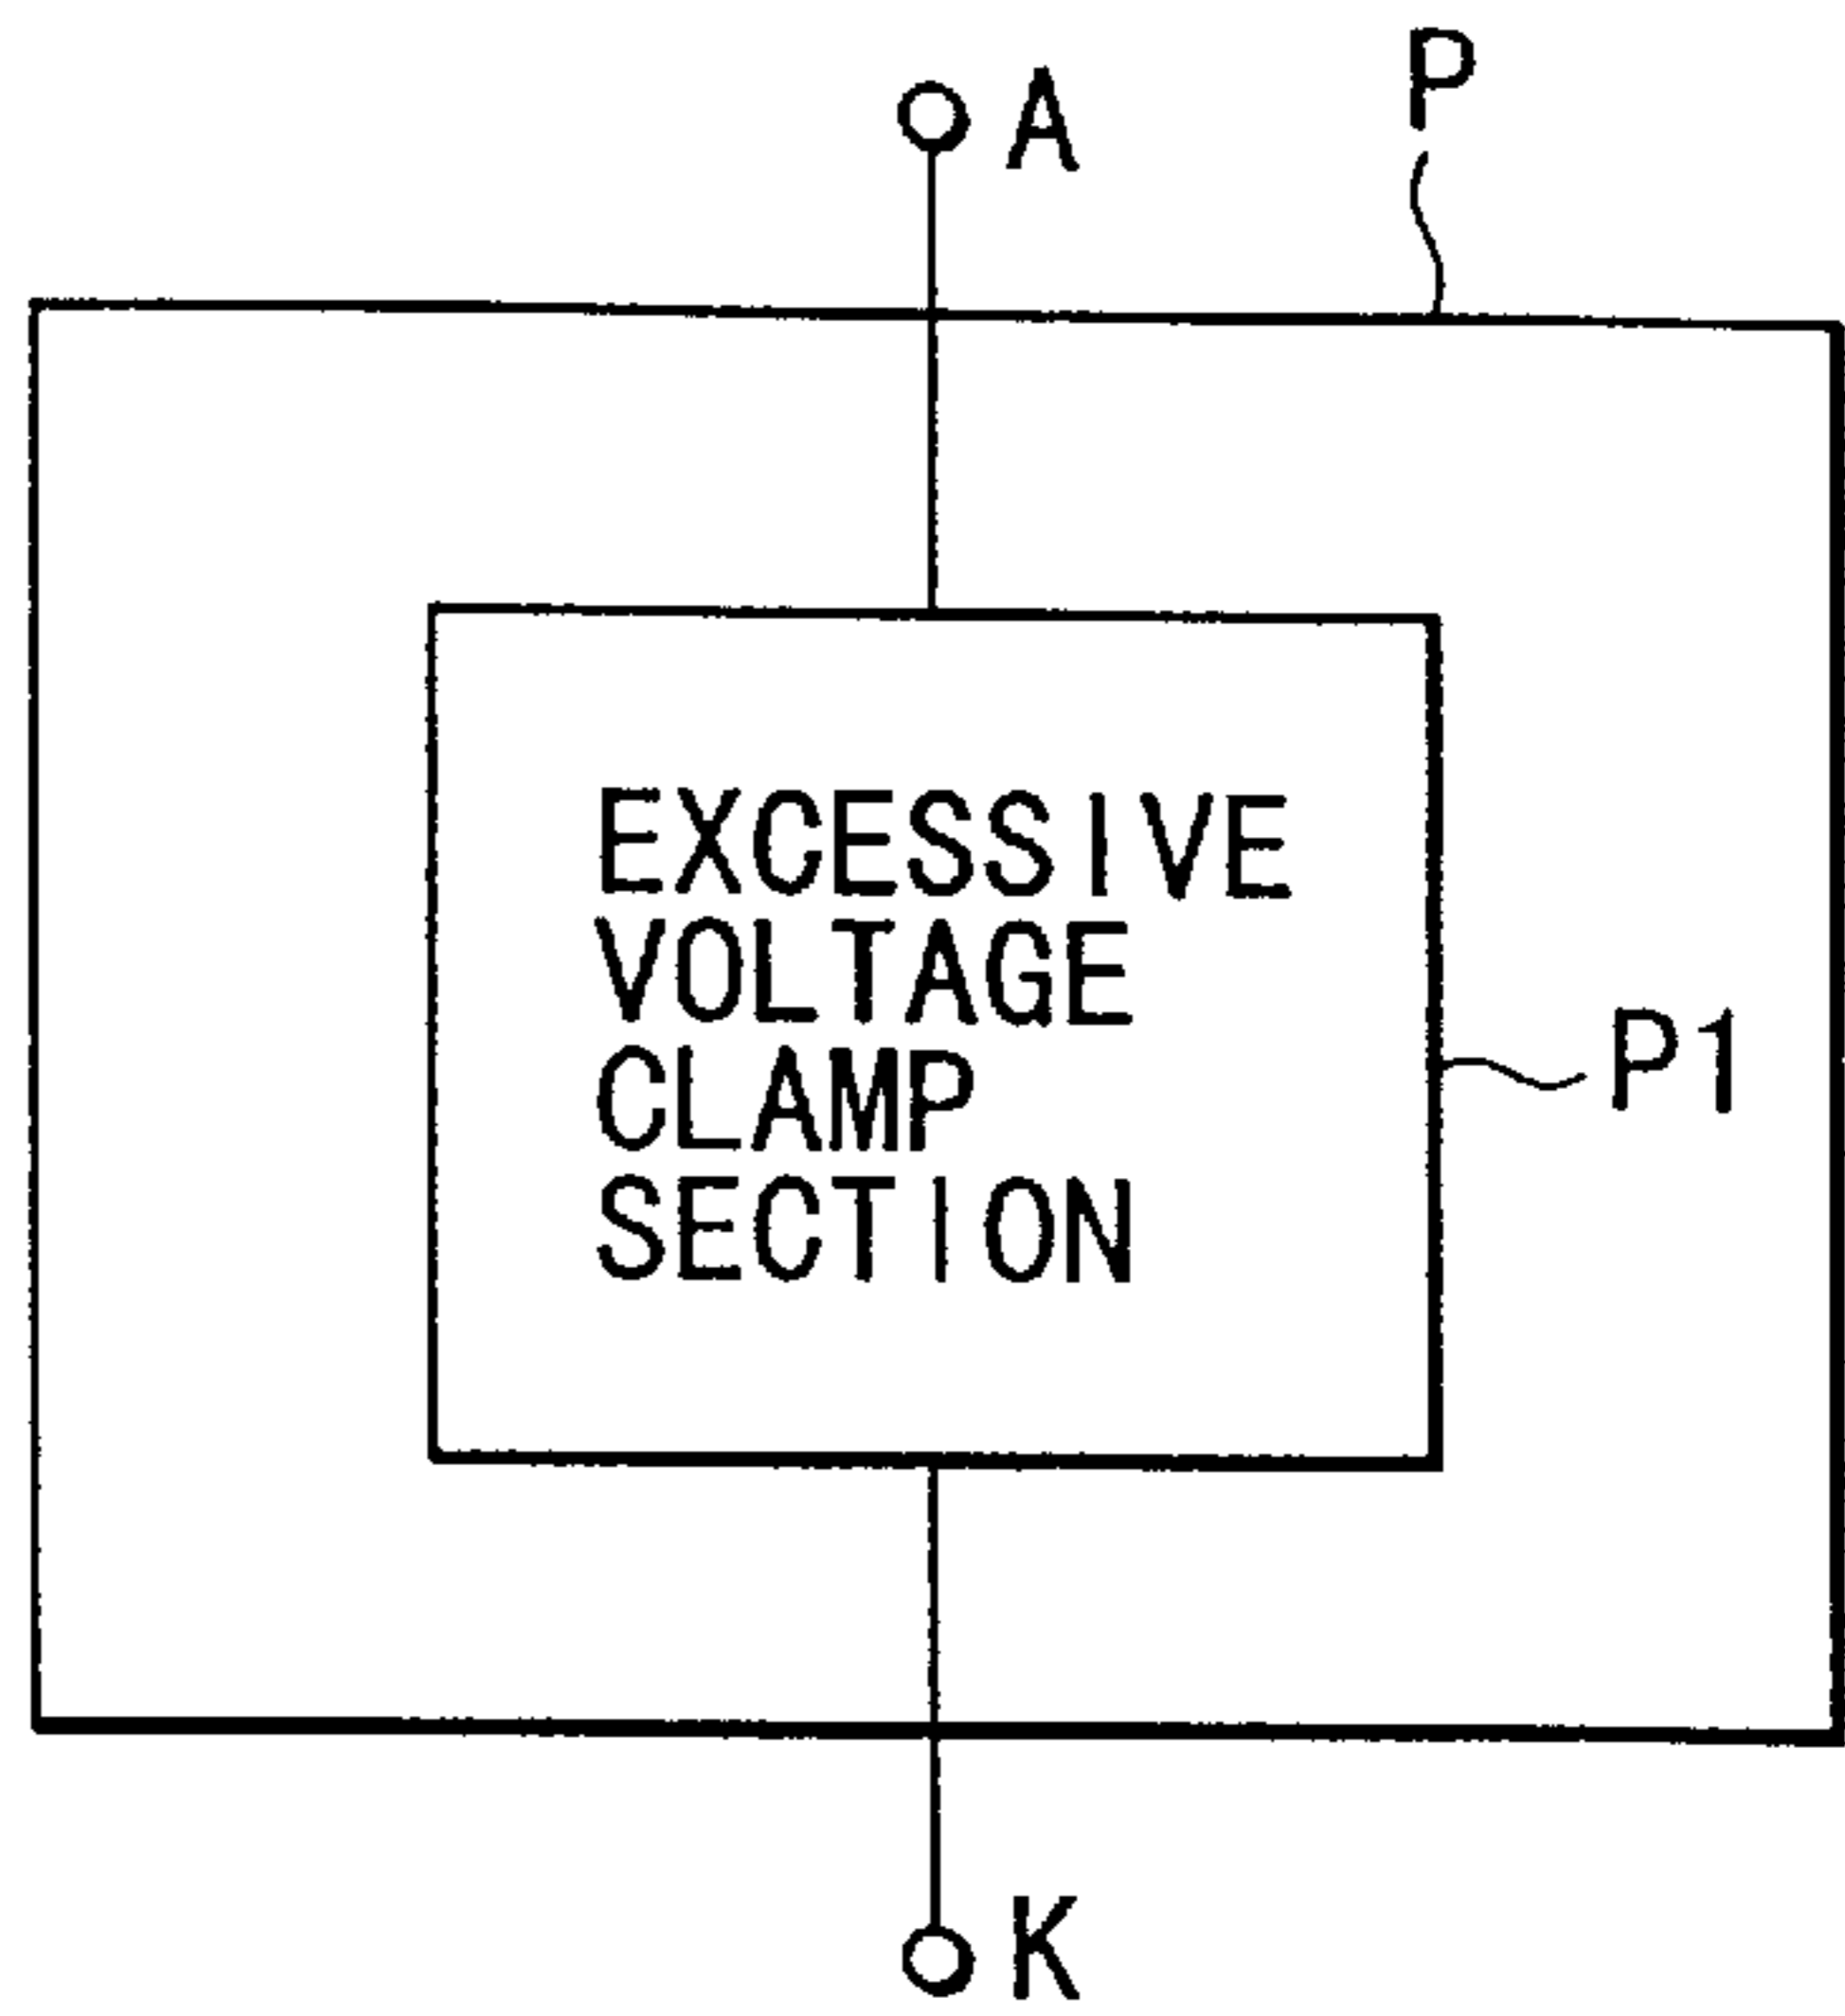 P
A
EXCESSIVE
VOLTAGE
CLAMP
SECTION
P1
K